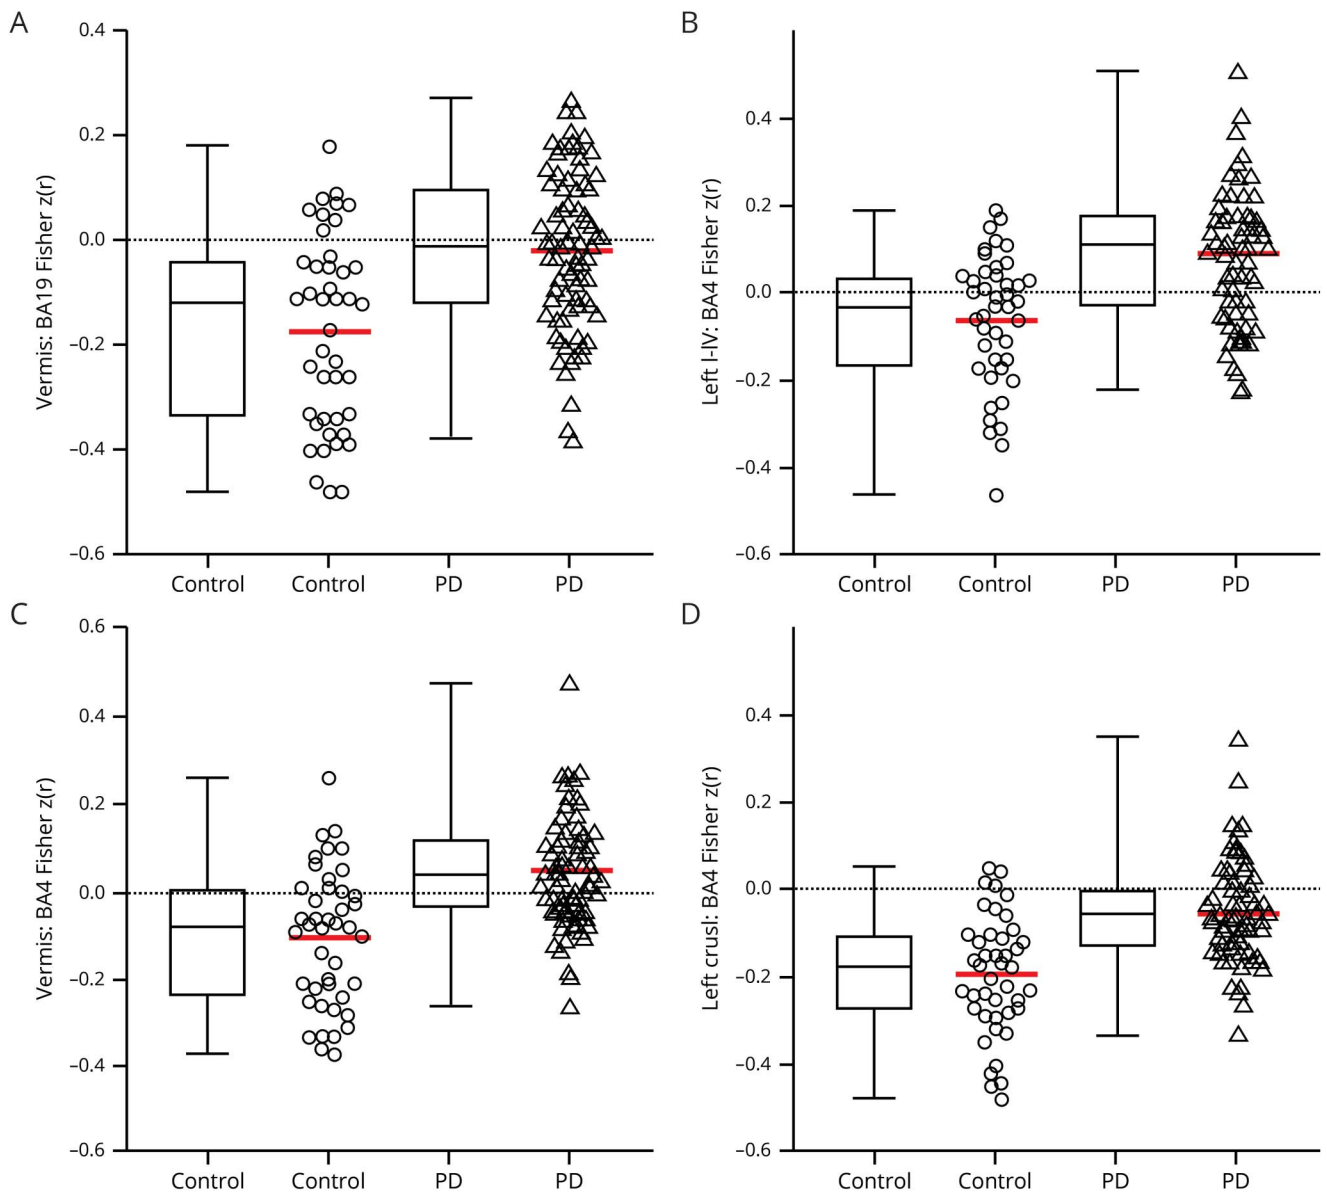 A
Vermis: BA19 Fisher z(r)
0.4
0.2
0.0
–0.2
–0.4
–0.6
Control
Control
PD
PD
B
Left I-IV: BA4 Fisher z(r)
0.4
0.2
0.0
–0.2
–0.4
–0.6
Control
Control
PD
PD
C
Vermis: BA4 Fisher z(r)
0.6
0.4
0.2
0.0
–0.2
–0.4
–0.6
Control
Control
PD
PD
D
Left crusI: BA4 Fisher z(r)
0.4
0.2
0.0
–0.2
–0.4
–0.6
Control
Control
PD
PD